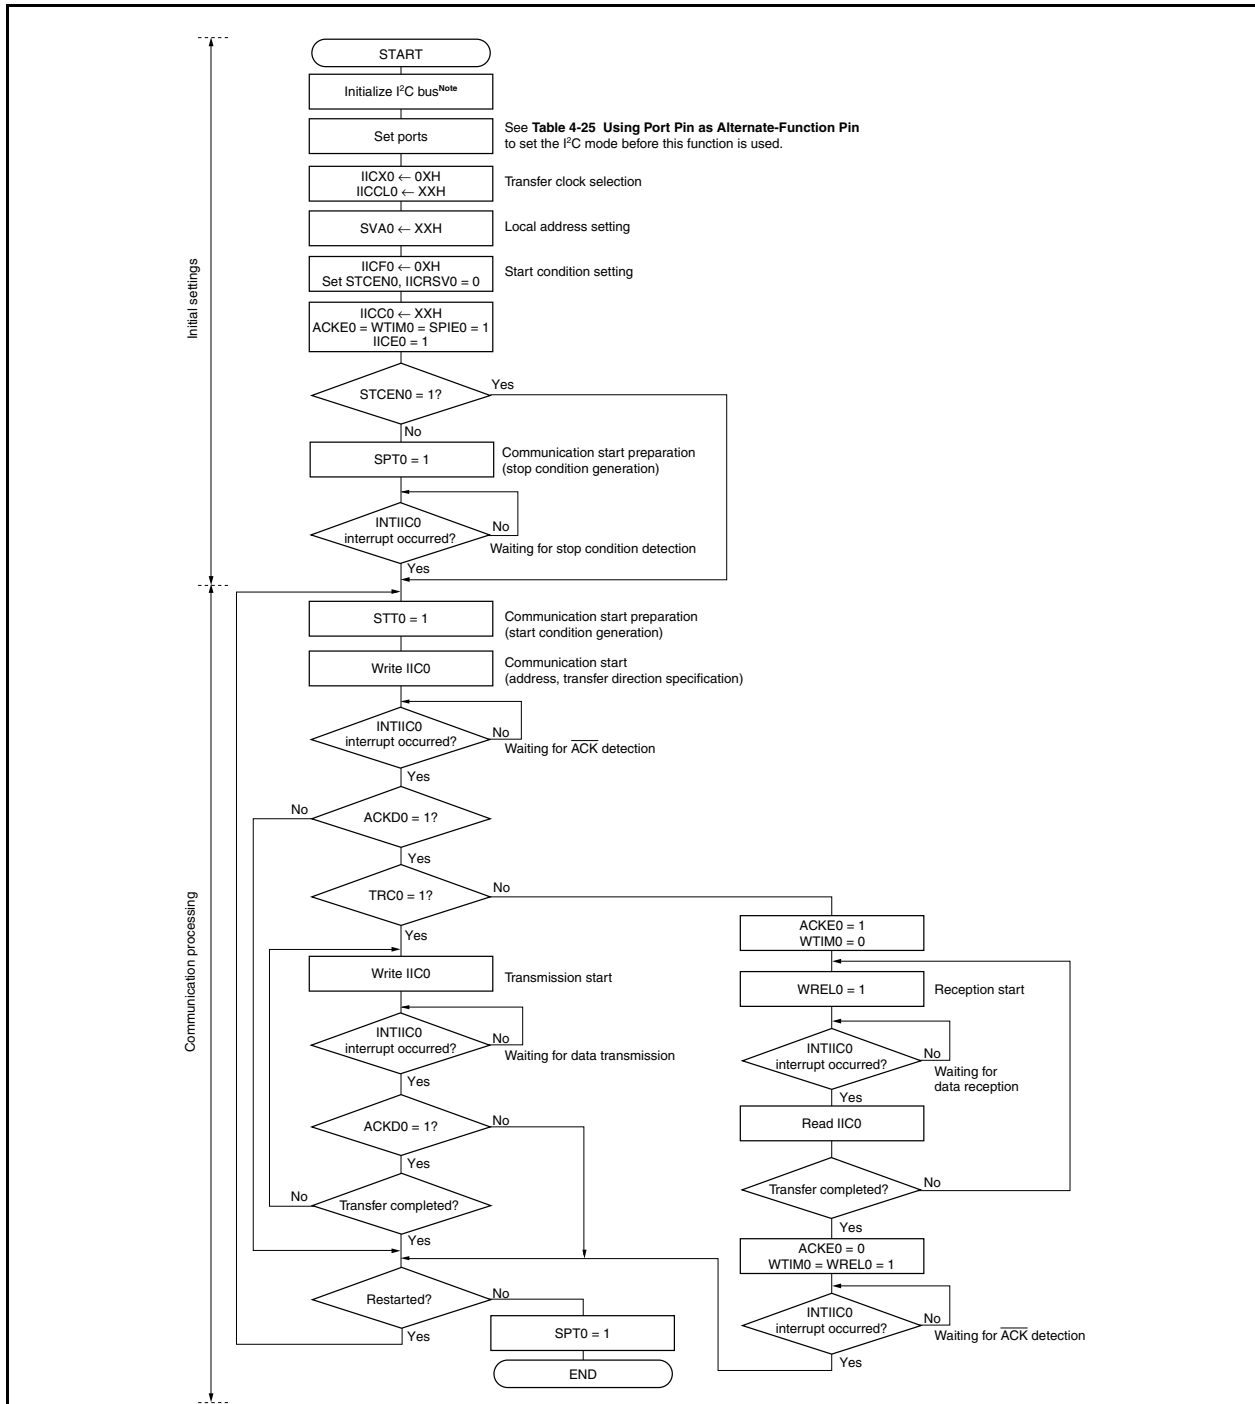 START
Initialize I²C busNote
Set ports
See Table 4-25 Using Port Pin as Alternate-Function Pin
to set the I²C mode before this function is used.
IICX0 ← 0XH
IICCL0 ← XXH
Transfer clock selection
SVA0 ← XXH
Local address setting
IICF0 ← 0XH
Set STCEN0, IICRSV0 = 0
Start condition setting
IICC0 ← XXH
ACKE0 = WTIM0 = SPIE0 = 1
IICE0 = 1
Initial settings
STCEN0 = 1?
Yes
No
SPT0 = 1
Communication start preparation
(stop condition generation)
INTIIC0
interrupt occurred?
No
Waiting for stop condition detection
Yes
STT0 = 1
Communication start preparation
(start condition generation)
Write IIC0
Communication start
(address, transfer direction specification)
INTIIC0
interrupt occurred?
No
Waiting for ACK detection
Yes
No
ACKD0 = 1?
Yes
TRC0 = 1?
No
Yes
Communication processing
Write IIC0
Transmission start
INTIIC0
interrupt occurred?
No
Waiting for data transmission
Yes
ACKD0 = 1?
No
Yes
No
Transfer completed?
Yes
ACKE0 = 1
WTIM0 = 0
WREL0 = 1
Reception start
INTIIC0
interrupt occurred?
No
Waiting for
data reception
Yes
Read IIC0
Transfer completed?
No
Yes
ACKE0 = 0
WTIM0 = WREL0 = 1
INTIIC0
interrupt occurred?
No
Waiting for ACK detection
Yes
Restarted?
No
Yes
SPT0 = 1
END